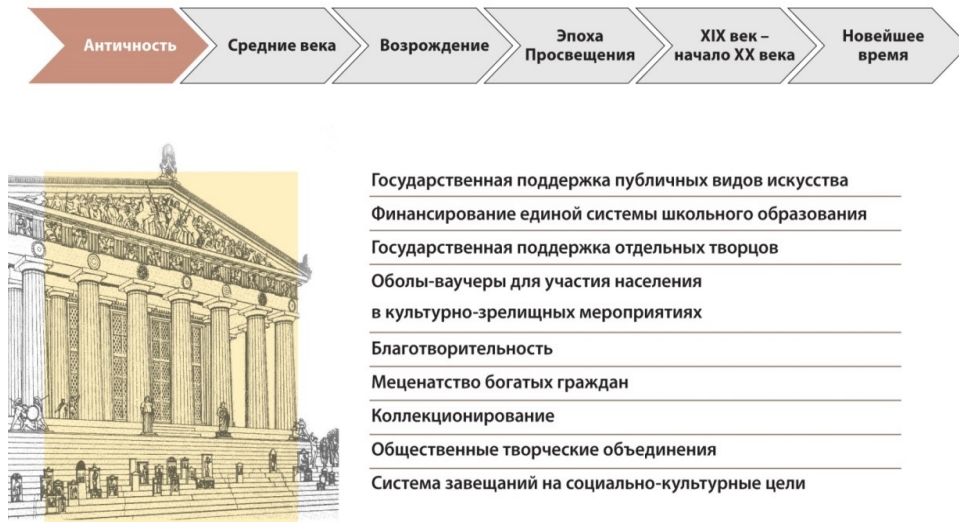 Античность
Средние века
Возрождение
Эпоха
Просвещения
XIX век –
начало XX века
Новейшее
время
Государственная поддержка публичных видов искусства
Финансирование единой системы школьного образования
Государственная поддержка отдельных творцов
Оболы-ваучеры для участия населения
в культурно-зрелищных мероприятиях
Благотворительность
Меценатство богатых граждан
Коллекционирование
Общественные творческие объединения
Система завещаний на социально-культурные цели